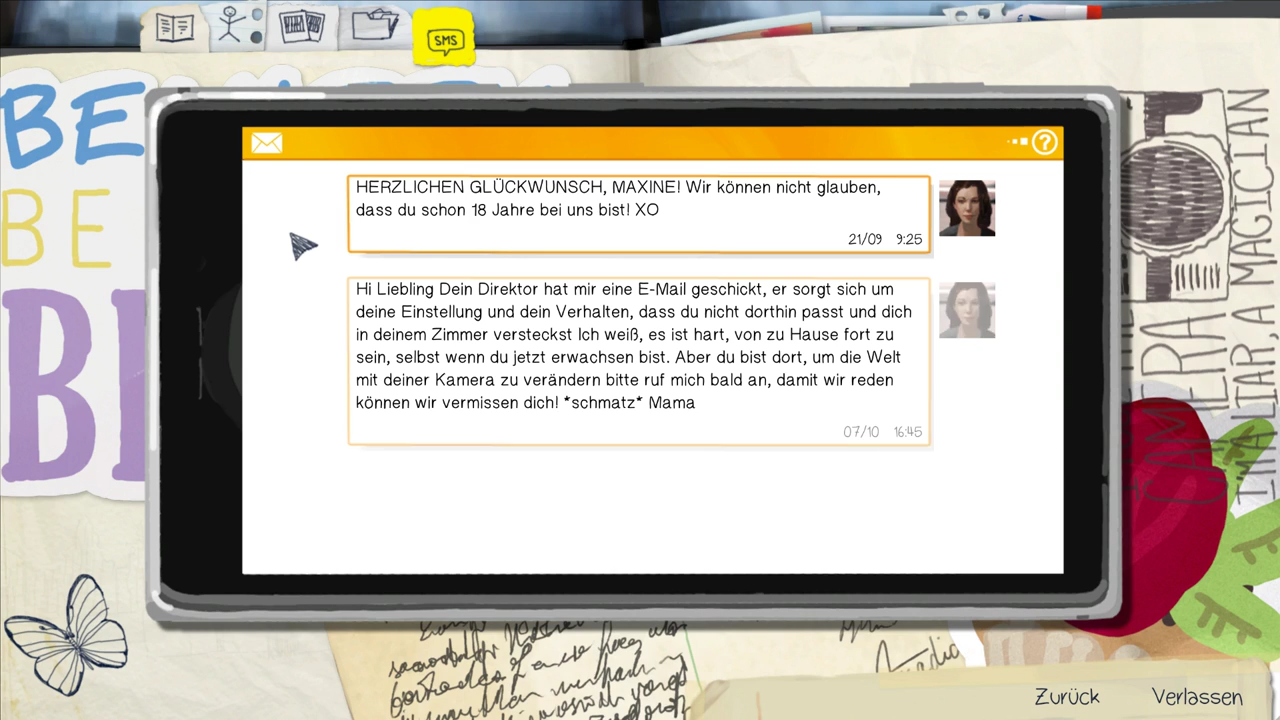 SMS
BE
BE
B
HERZLICHEN GLÜCKWUNSCH, MAXINE! Wir können nicht glauben,
dass du schon 18 Jahre bei uns bist! XO
21/09 9:25
Hi Liebling Dein Direktor hat mir eine E-Mail geschickt, er sorgt sich um
deine Einstellung und dein Verhalten, dass du nicht dorthin passt und dich
in deinem Zimmer versteckst Ich weiß, es ist hart, von zu Hause fort zu
sein, selbst wenn du jetzt erwachsen bist. Aber du bist dort, um die Welt
mit deiner Kamera zu verändern bitte ruf mich bald an, damit wir reden
können wir vermissen dich! *schmatz* Mama
07/10 16:45
CAMERA
LIAR, A MAGICIAN
Zurück Verlassen